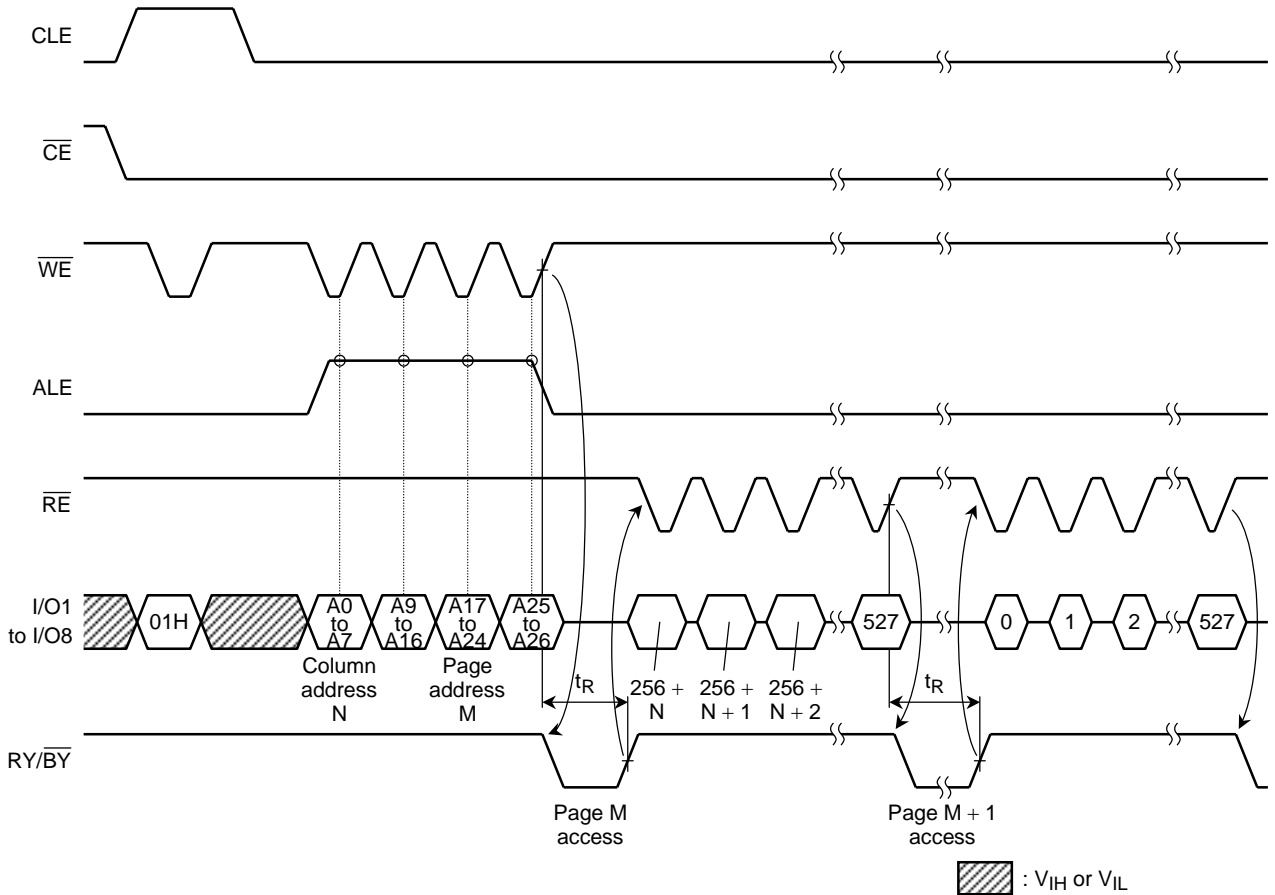 CLE
CE
WE
ALE
RE
I/O1
to I/O8
01H
A0
to
A7
A9
to
A16
A17
to
A24
A25
to
A26
527
0
1
2
527
Column
address
N
Page
address
M
tR
256 +
N
256 +
N + 1
256 +
N + 2
tR
RY/BY
Page M
access
Page M + 1
access
: VIH or VIL